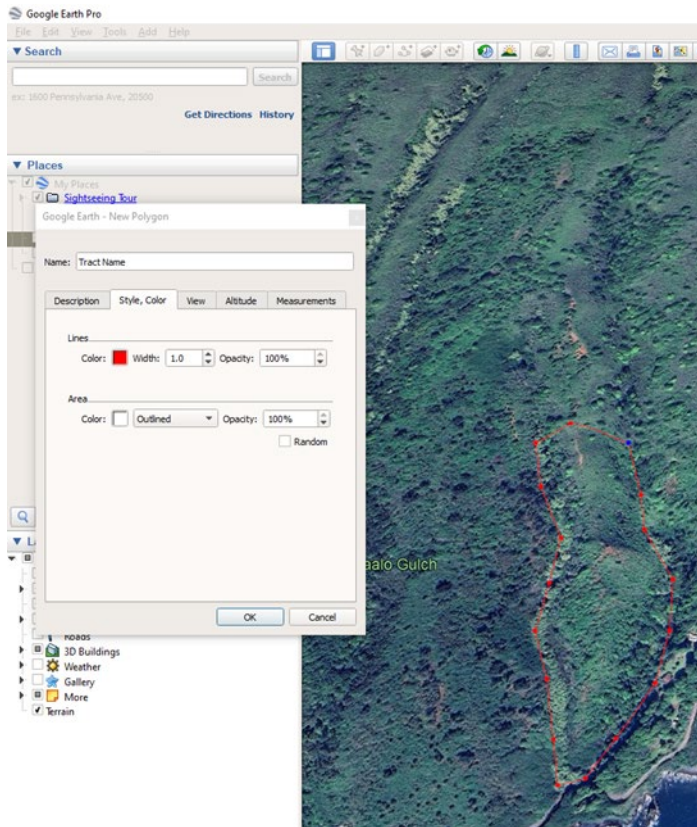 Google Earth Pro
File Edit View Tools Add Help
Search
Search
ex: 1600 Pennsylvania Ave, 20500
Get Directions History
Places
My Places
Sightseeing Tour
Google Earth - New Polygon
Name: Tract Name
Description Style, Color View Altitude Measurements
Lines
Color: Width: 1.0 Opacity: 100%
Area
Color: Outlined Opacity: 100%
Random
OK Cancel
Roads
3D Buildings
Weather
Gallery
More
Terrain
aalo Gulch